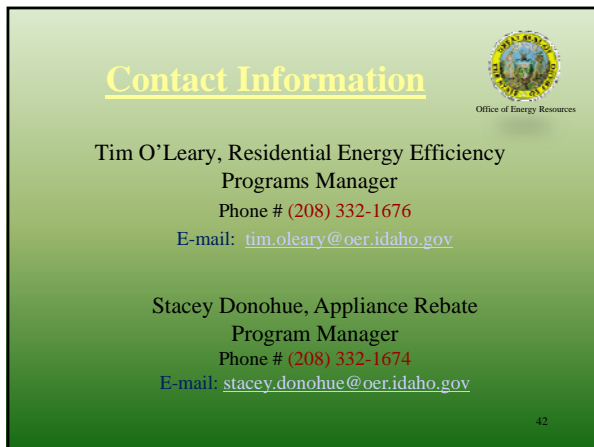 Contact Information
Office of Energy Resources
Tim O'Leary, Residential Energy Efficiency
Programs Manager
Phone # (208) 332-1676
E-mail: tim.oleary@oer.idaho.gov
Stacey Donohue, Appliance Rebate
Program Manager
Phone # (208) 332-1674
E-mail: stacey.donohue@oer.idaho.gov
42